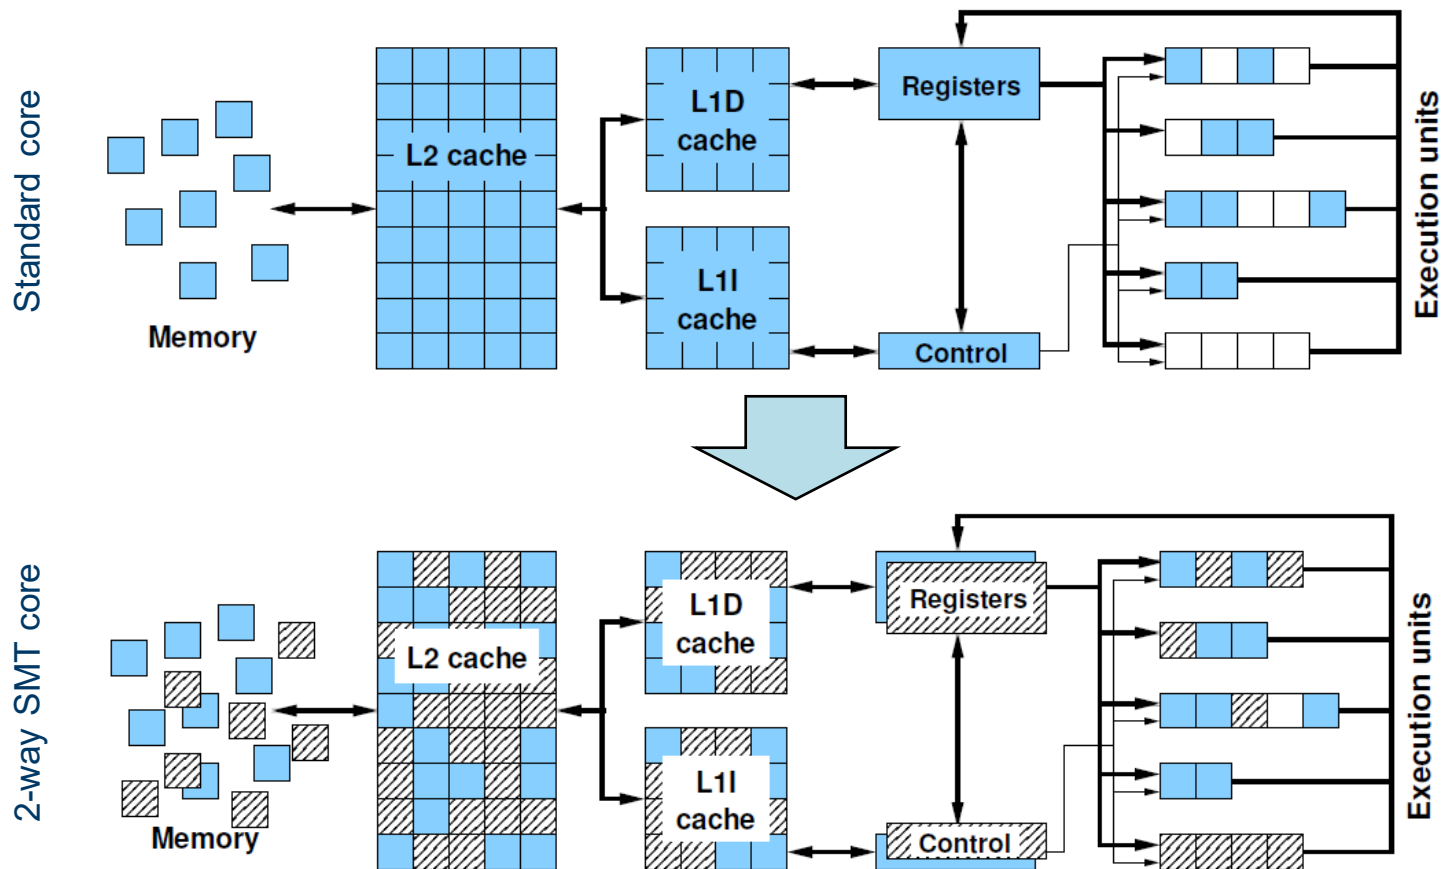 Standard core
Memory
L2 cache
L1D
cache
L1I
cache
Registers
Control
Execution units
2-way SMT core
Memory
L2 cache
L1D
cache
L1I
cache
Registers
Control
Execution units